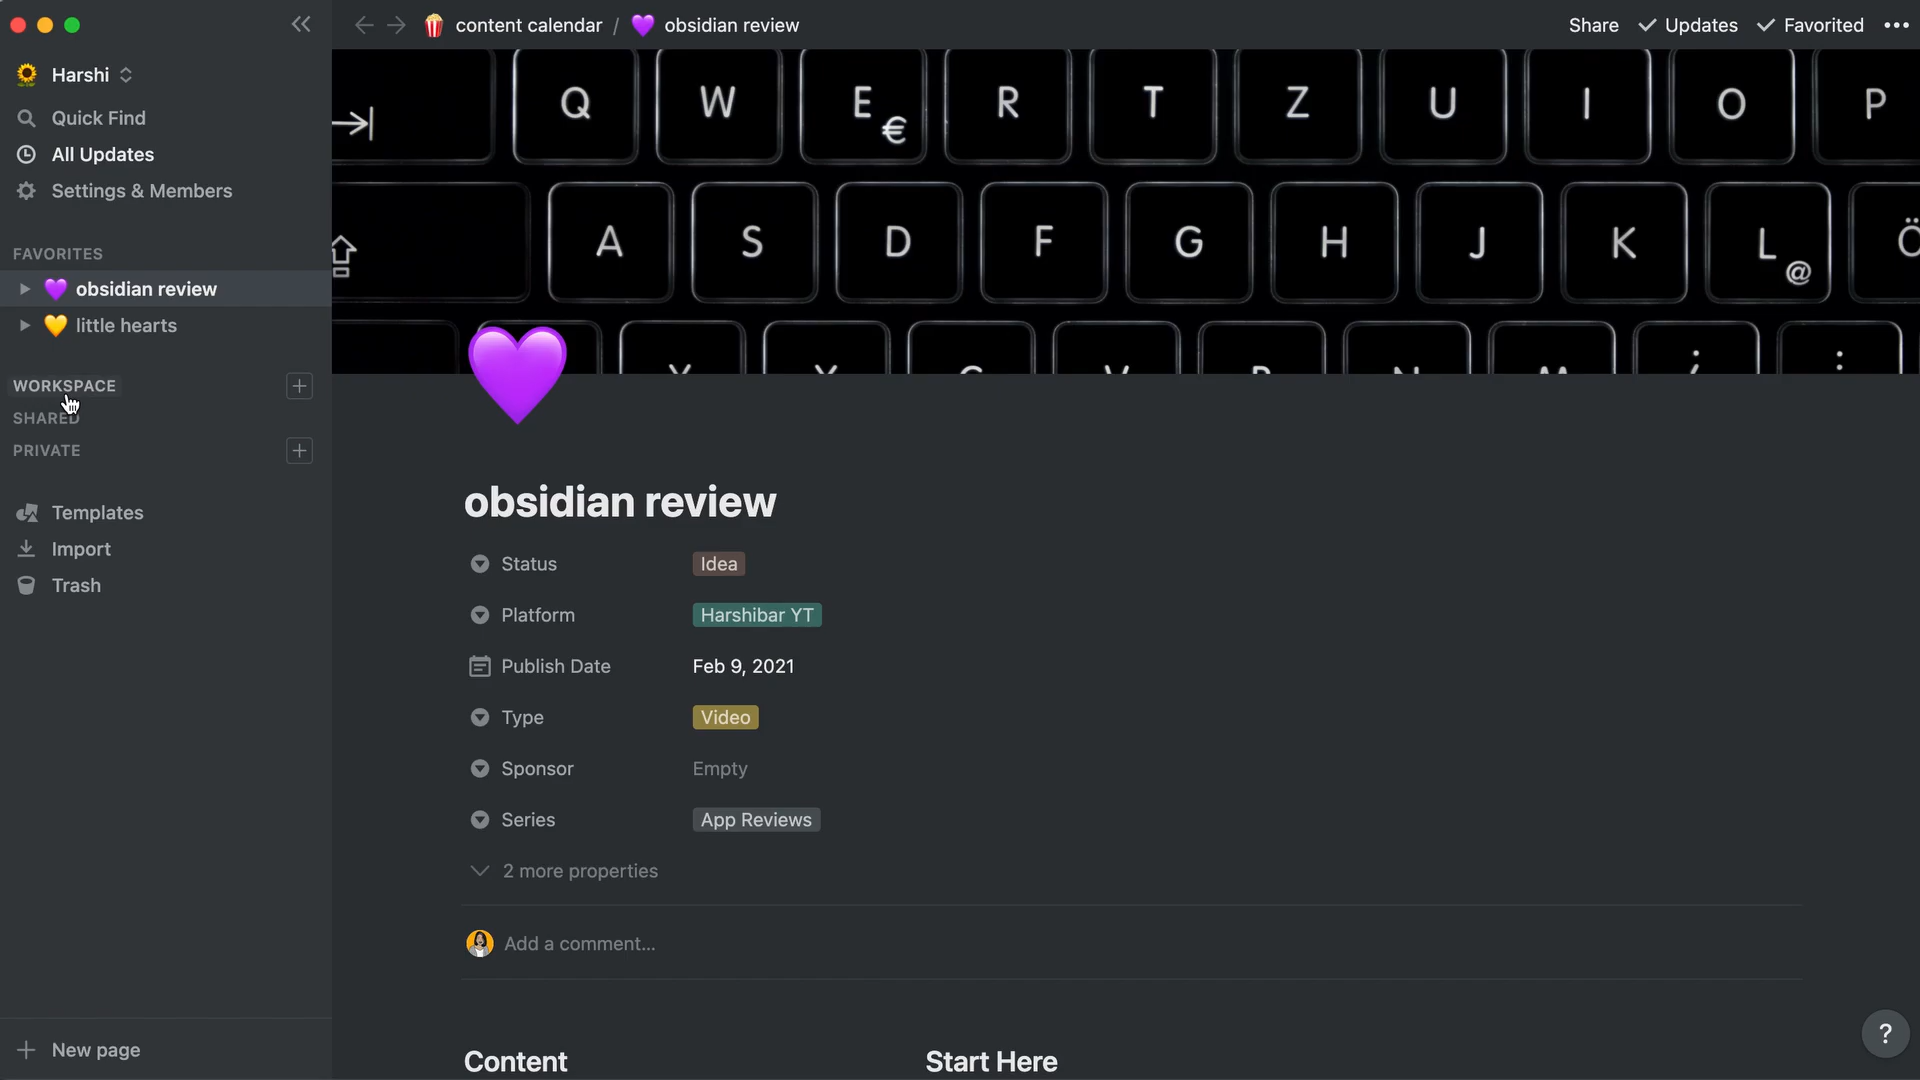 content calendar / obsidian review
Share Updates Favorited
Harshi
Quick Find
All Updates
Settings & Members
FAVORITES
obsidian review
little hearts
WORKSPACE
SHARED
PRIVATE
Templates
Import
Trash
New page
Q W E € R T Z U I O P
A S D F G H J K L @ Ö
obsidian review
Status Idea
Platform Harshibar YT
Publish Date Feb 9, 2021
Type Video
Sponsor Empty
Series App Reviews
2 more properties
Add a comment...
Content
Start Here
?